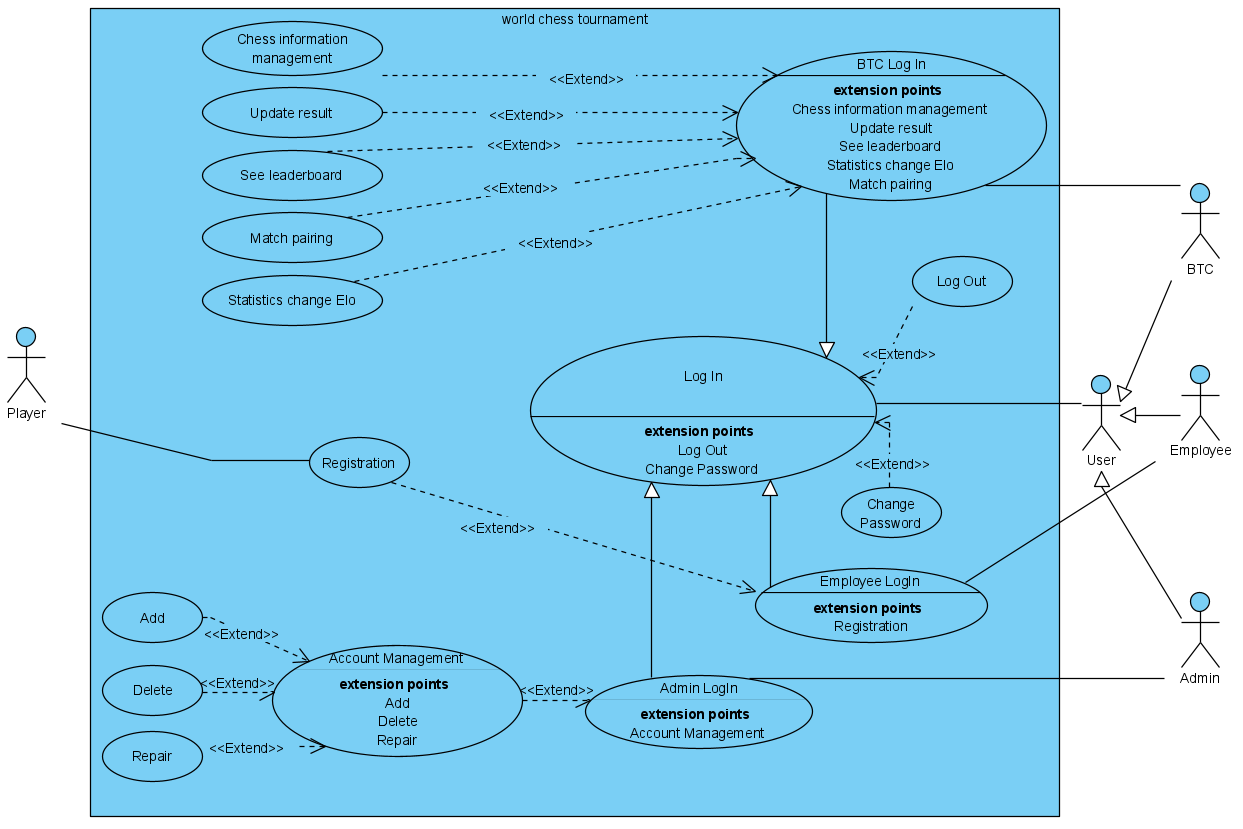 world chess tournament
Chess information
management
<<Extend>>
BTC Log In
extension points
Chess information management
Update result
See leaderboard
Statistics change Elo
Match pairing
Update result
<<Extend>>
See leaderboard
<<Extend>>
Match pairing
<<Extend>>
Statistics change Elo
<<Extend>>
BTC
Log Out
<<Extend>>
Player
Log In
extension points
Log Out
Change Password
User
Employee
<<Extend>>
Change
Password
Registration
<<Extend>>
Employee LogIn
extension points
Registration
Add
<<Extend>>
Delete
<<Extend>>
Repair
<<Extend>>
Account Management
extension points
Add
Delete
Repair
<<Extend>>
Admin LogIn
extension points
Account Management
Admin